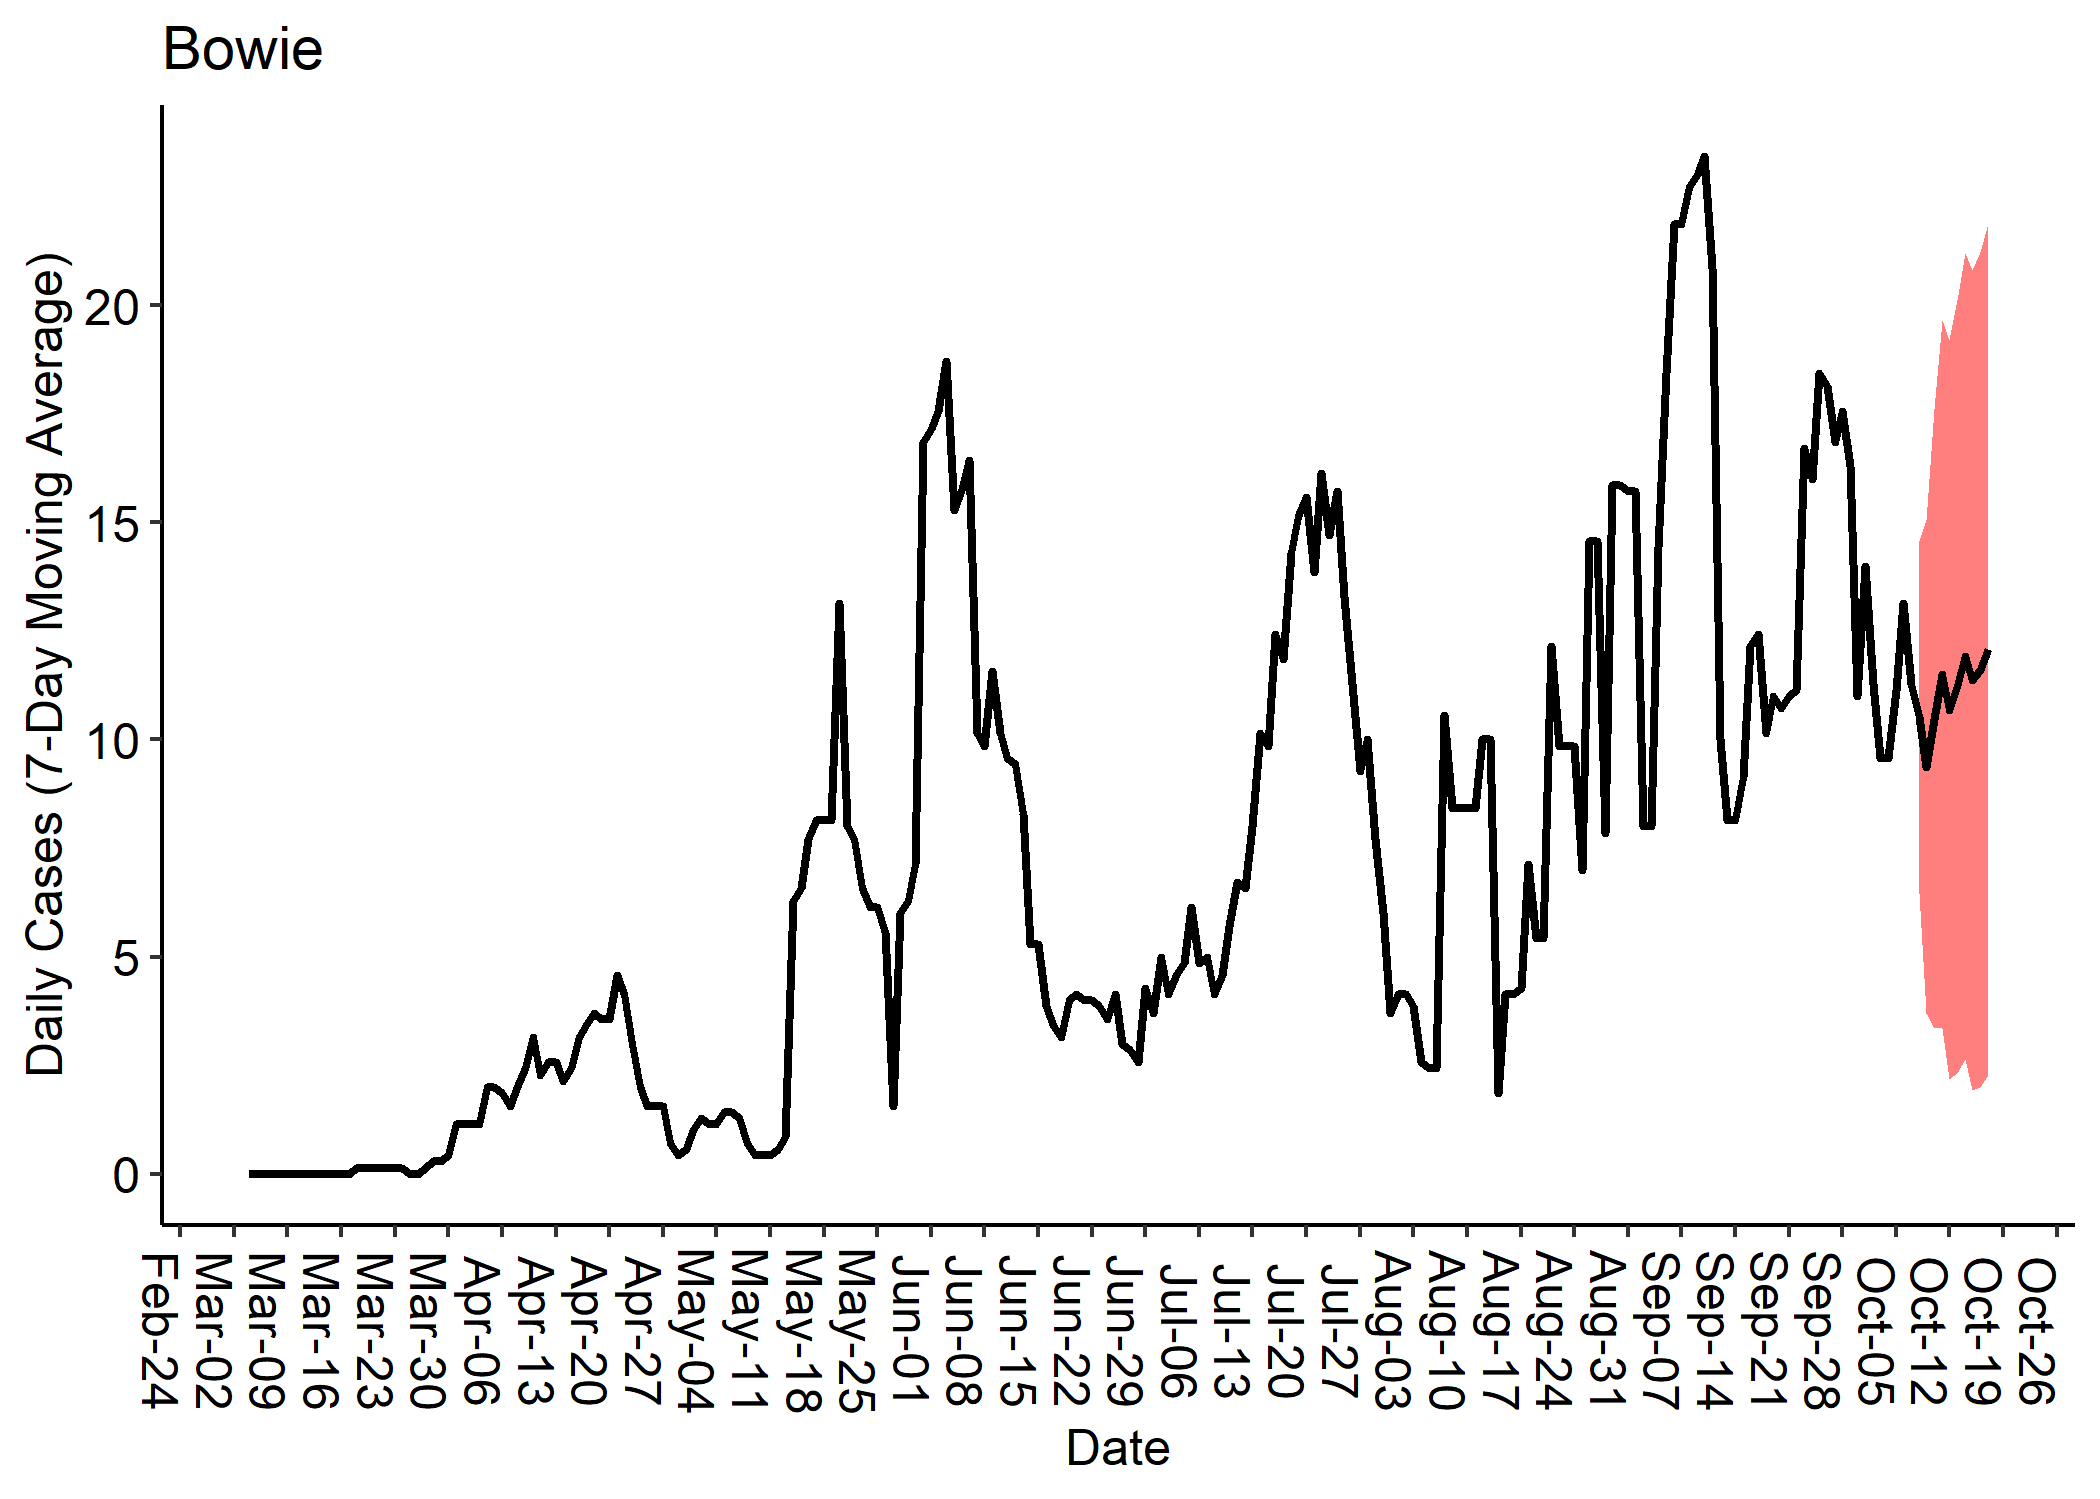 Bowie
Daily Cases (7-Day Moving Average)
20
15
10
5
0
Feb-24
Mar-02
Mar-09
Mar-16
Mar-23
Mar-30
Apr-06
Apr-13
Apr-20
Apr-27
May-04
May-11
May-18
May-25
Jun-01
Jun-08
Jun-15
Jun-22
Jun-29
Jul-06
Jul-13
Jul-20
Jul-27
Aug-03
Aug-10
Aug-17
Aug-24
Aug-31
Sep-07
Sep-14
Sep-21
Sep-28
Oct-05
Oct-12
Oct-19
Oct-26
Date